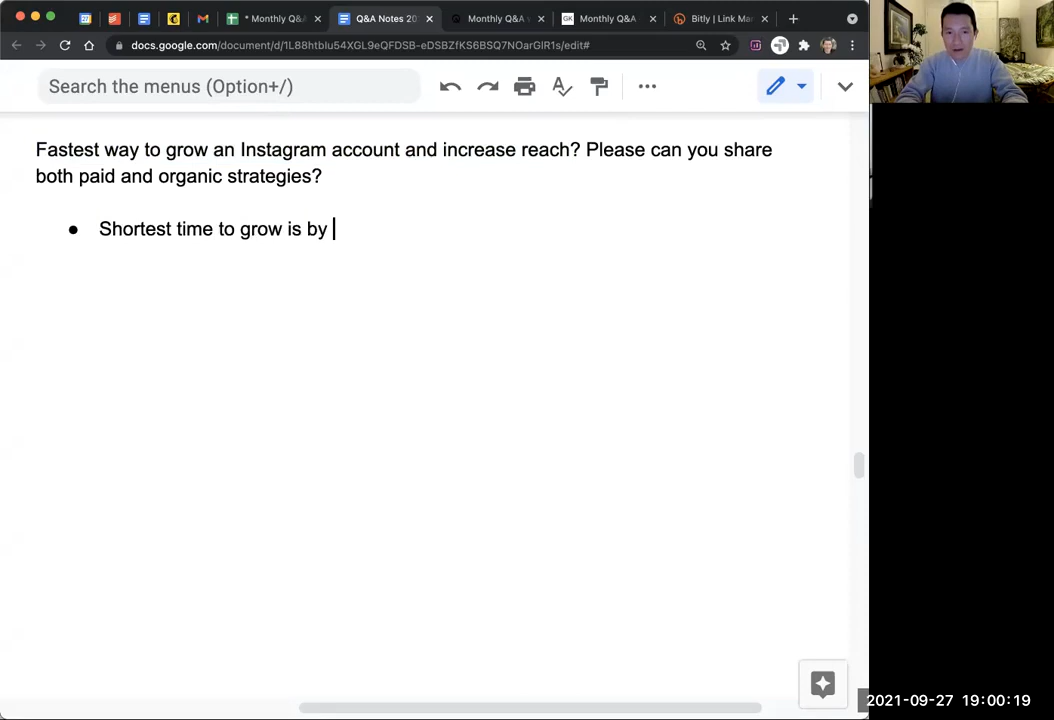 * Monthly Q&A
Q&A Notes 20
Monthly Q&A
GK
Monthly Q&A
Bitly | Link Ma
docs.google.com/document/d/1L88htblu54XGL9eQFDSB-eDSBZfKS6BSQ7NOarGlR1s/edit#
Search the menus (Option+/)
Fastest way to grow an Instagram account and increase reach? Please can you share
both paid and organic strategies?
● Shortest time to grow is by
2021-09-27 19:00:19